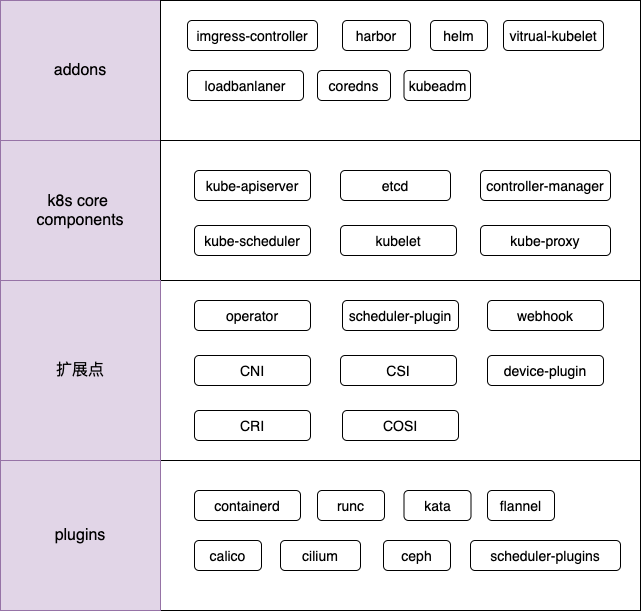 addons
imgress-controller harbor helm vitrual-kubelet
loadbanlaner coredns kubeadm
k8s core
components
kube-apiserver etcd controller-manager
kube-scheduler kubelet kube-proxy
扩展点
operator scheduler-plugin webhook
CNI CSI device-plugin
CRI COSI
plugins
containerd runc kata flannel
calico cilium ceph scheduler-plugins